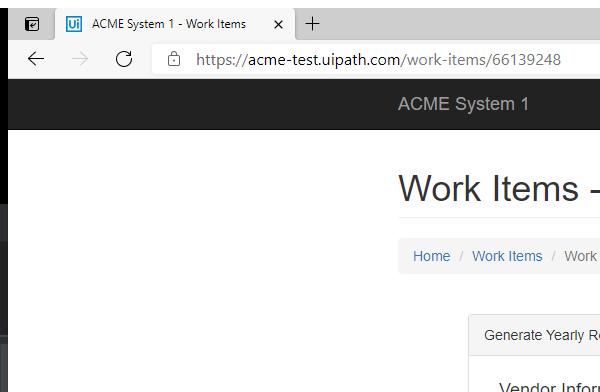 Ui ACME System 1 - Work Items
https://acme-test.uipath.com/work-items/66139248
ACME System 1
Work Items -
Home / Work Items / Work
Generate Yearly R
Vendor Infor